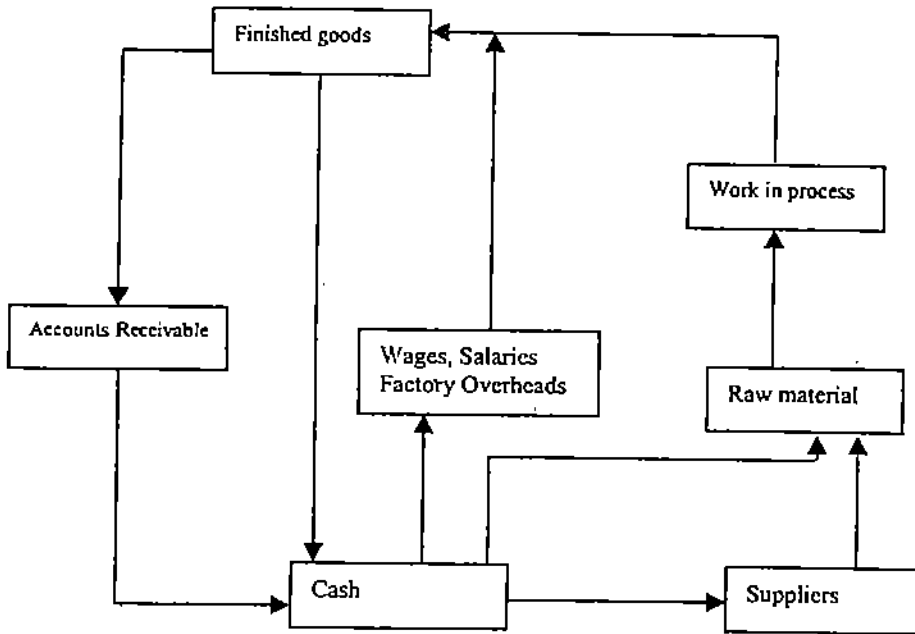 Finished goods
Work in process
Accounts Receivable
Wages, Salaries
Factory Overheads
Raw material
Cash
Suppliers